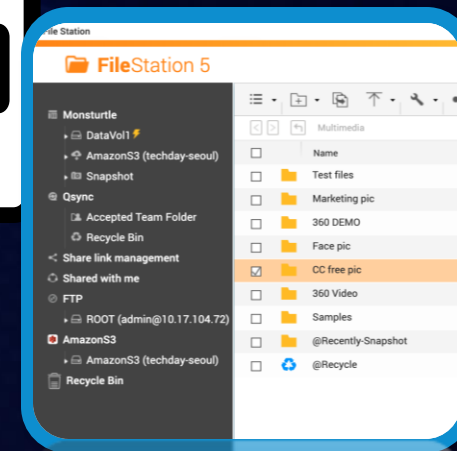 File Station
FileStation 5
Monsturtle
DataVol1
AmazonS3 (techday-seoul)
Snapshot
Qsync
Accepted Team Folder
Recycle Bin
Share link management
Shared with me
FTP
ROOT (admin@10.17.104.72)
AmazonS3
AmazonS3 (techday-seoul)
Recycle Bin
Multimedia
Name
Test files
Marketing pic
360 DEMO
Face pic
CC free pic
360 Video
Samples
@Recently-Snapshot
@Recycle